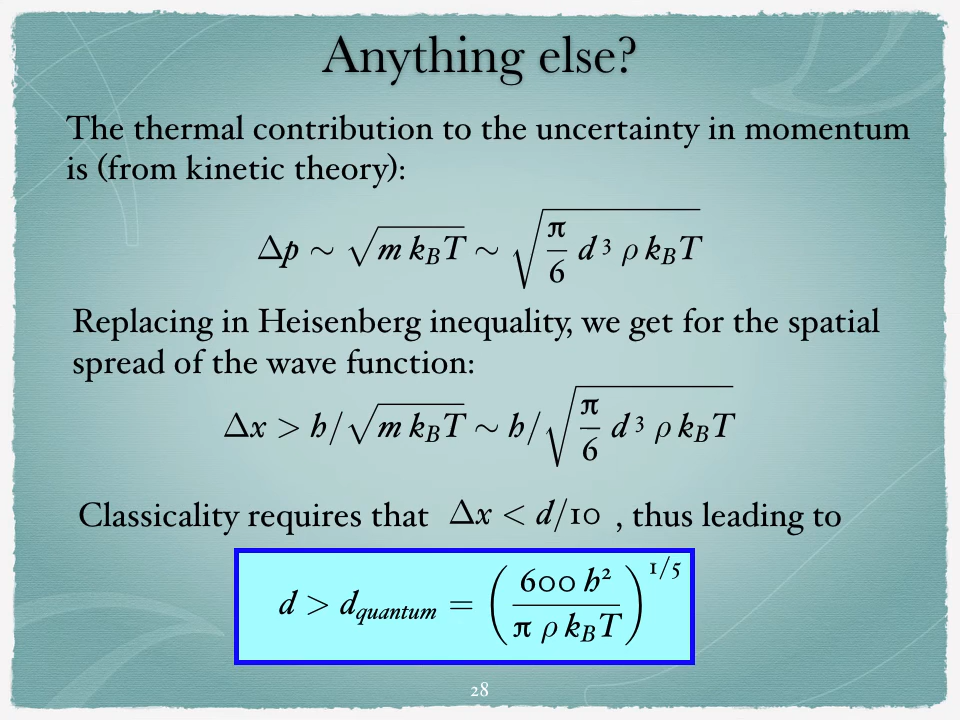 Anything else?
The thermal contribution to the uncertainty in momentum
is (from kinetic theory):
Δp ∼ √(m k_B T) ∼ √(π/6 d³ ρ k_B T)
Replacing in Heisenberg inequality, we get for the spatial
spread of the wave function:
Δx > h/√(m k_B T) ∼ h/√(π/6 d³ ρ k_B T)
Classicality requires that Δx < d/10 , thus leading to
d > d_quantum = (600 h² / π ρ k_B T)^1/5
28